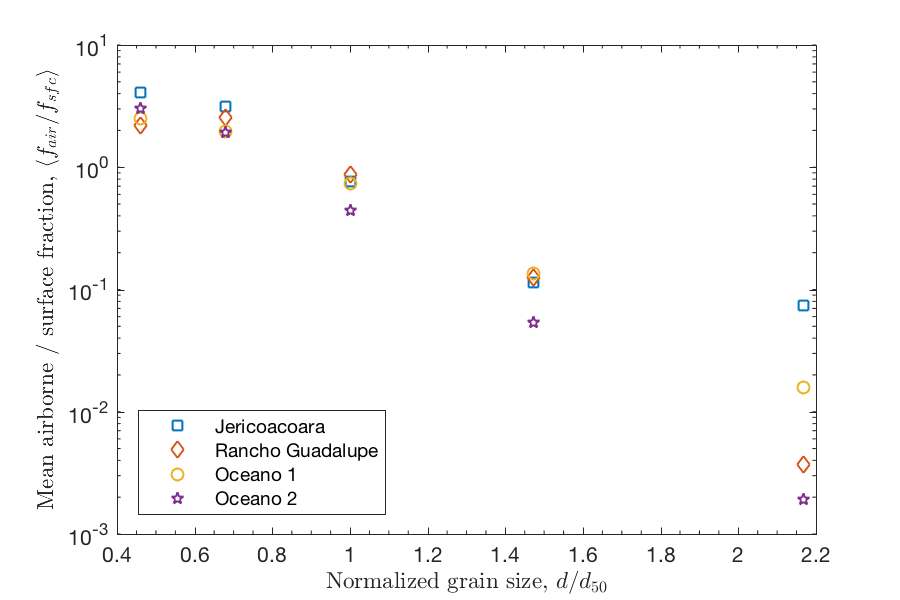 10^1
10^0
10^-1
10^-2
10^-3
Mean airborne / surface fraction, ⟨f_air/f_sfc⟩
Jericoacoara
Rancho Guadalupe
Oceano 1
Oceano 2
0.4 0.6 0.8 1 1.2 1.4 1.6 1.8 2 2.2
Normalized grain size, d/d_50